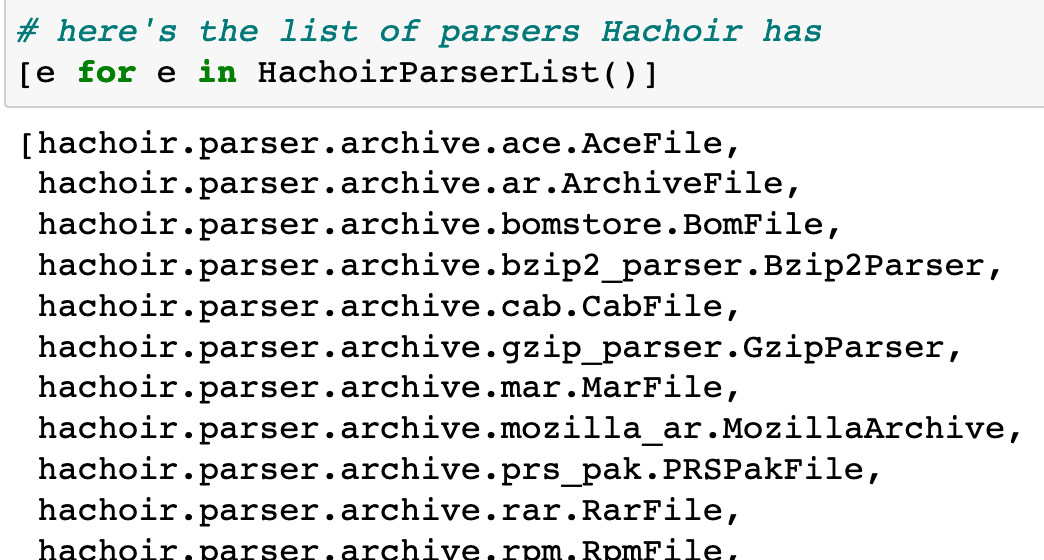 # here's the list of parsers Hachoir has
[e for e in HachoirParserList()]
[hachoir.parser.archive.ace.AceFile,
hachoir.parser.archive.ar.ArchiveFile,
hachoir.parser.archive.bomstore.BomFile,
hachoir.parser.archive.bzip2_parser.Bzip2Parser,
hachoir.parser.archive.cab.CabFile,
hachoir.parser.archive.gzip_parser.GzipParser,
hachoir.parser.archive.mar.MarFile,
hachoir.parser.archive.mozilla_ar.MozillaArchive,
hachoir.parser.archive.prs_pak.PRSPakFile,
hachoir.parser.archive.rar.RarFile,
hachoir.parser.archive.rpm.RpmFile,